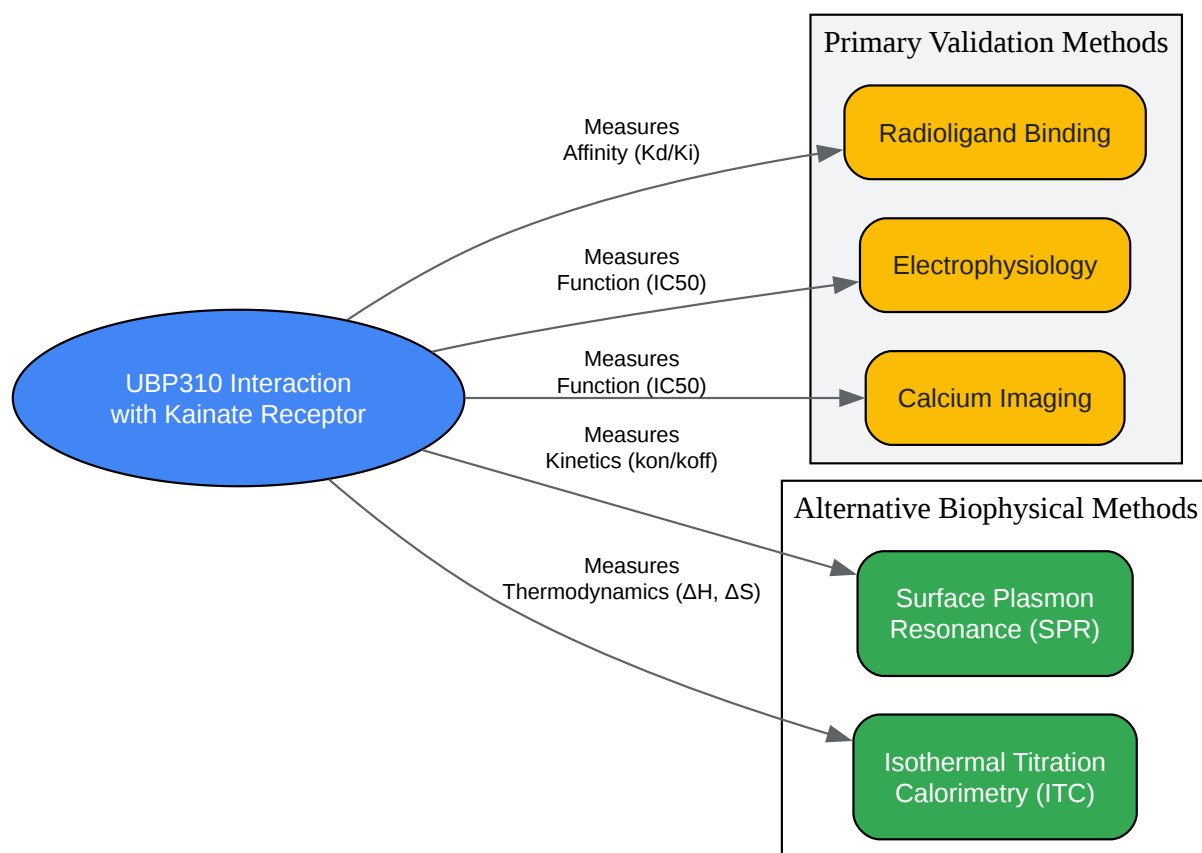 Primary Validation Methods
Measures
Affinity (Kd/Ki)
Radioligand Binding
Measures
Function (IC50)
Electrophysiology
UBP310 Interaction
with Kainate Receptor
Measures
Function (IC50)
Calcium Imaging
Measures
Kinetics (kon/koff)
Alternative Biophysical Methods
Surface Plasmon
Resonance (SPR)
Measures
Thermodynamics (ΔH, ΔS)
Isothermal Titration
Calorimetry (ITC)